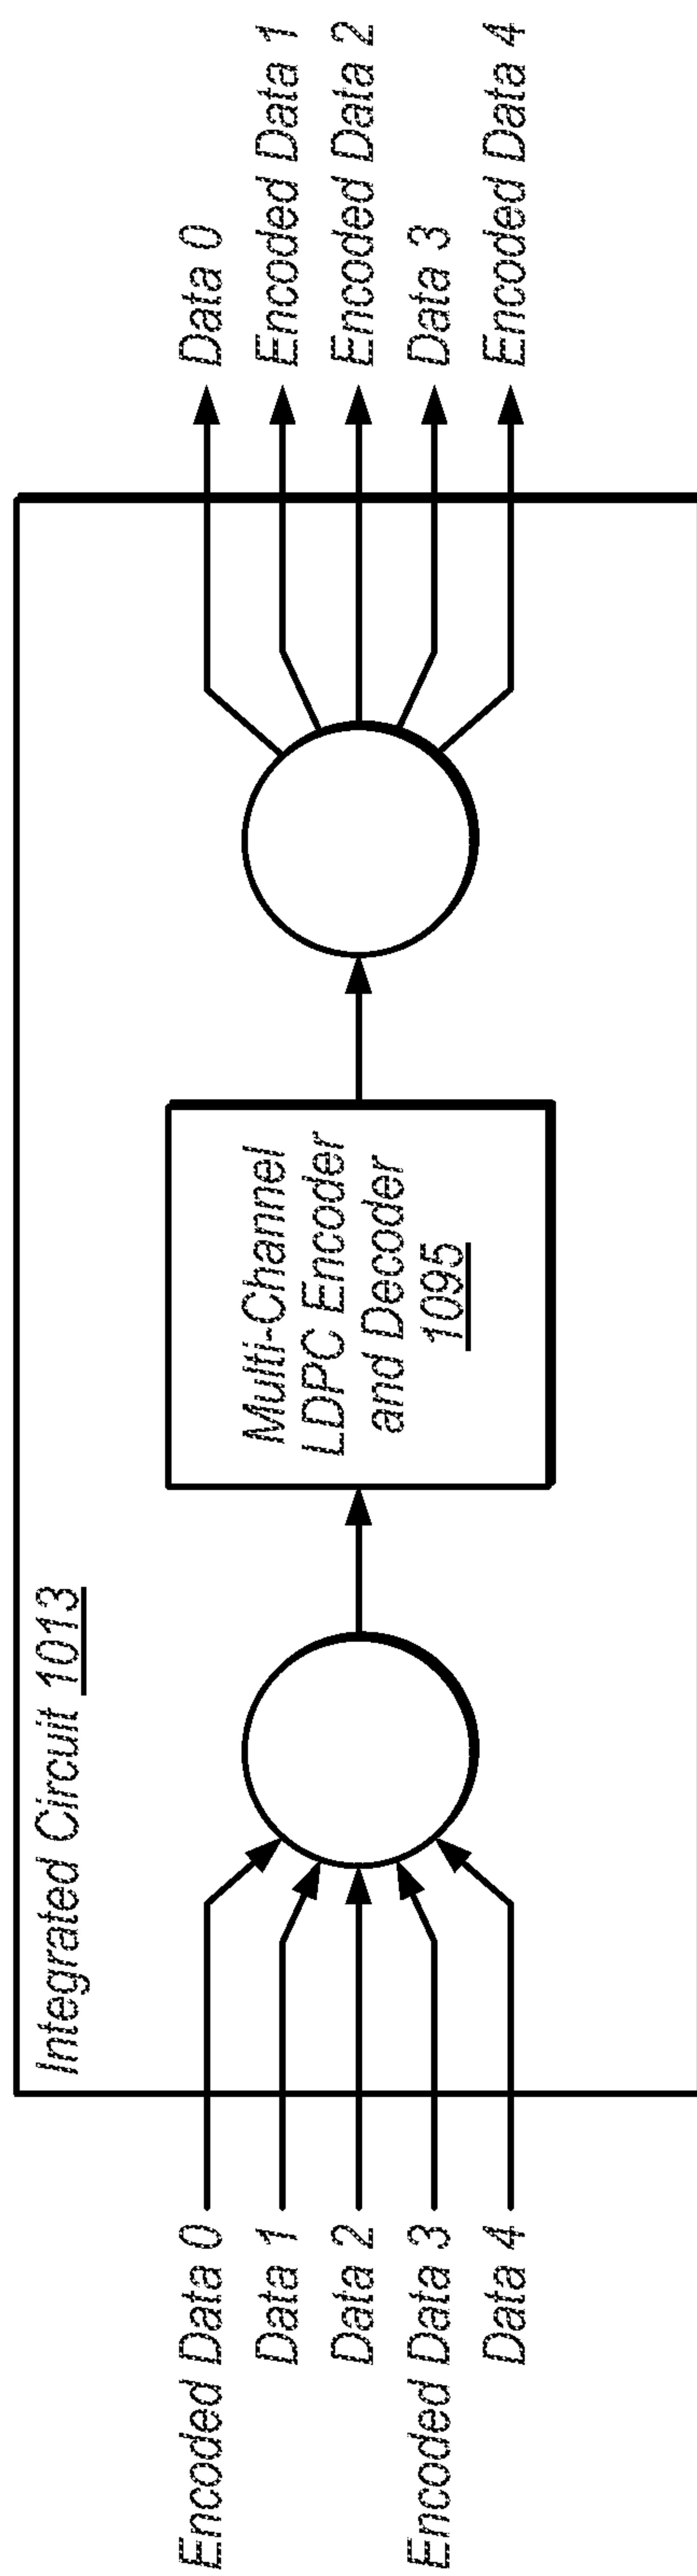 Integrated Circuit 1013
Encoded Data 0
Data 1
Data 2
Encoded Data 3
Data 4
Multi-Channel
LDPC Encoder
and Decoder
1095
Data 0
Encoded Data 1
Encoded Data 2
Data 3
Encoded Data 4